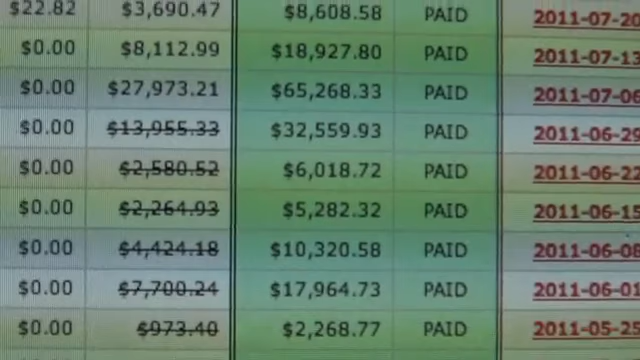 $22.82 $3,690.47 $8,608.58 PAID 2011-07-20
$0.00 $8,112.99 $18,927.80 PAID 2011-07-13
$0.00 $27,973.21 $65,268.33 PAID 2011-07-06
$0.00 $13,955.33 $32,559.93 PAID 2011-06-29
$0.00 $2,580.52 $6,018.72 PAID 2011-06-22
$0.00 $2,264.93 $5,282.32 PAID 2011-06-15
$0.00 $4,424.18 $10,320.58 PAID 2011-06-08
$0.00 $7,700.24 $17,964.73 PAID 2011-06-01
$0.00 $973.40 $2,268.77 PAID 2011-05-25